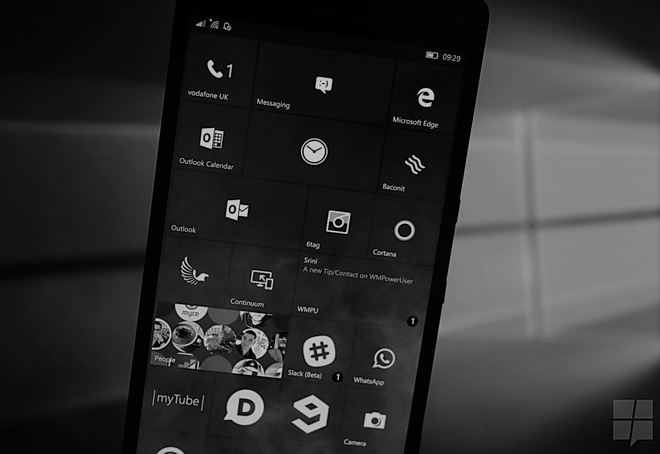 09:29
1
vodafone UK
Messaging
Microsoft Edge
Outlook Calendar
Baconit
Outlook
6tag
Cortana
Srini
A new Tip/Contact on WMPowerUser
Continuum
WMPU
1
myce
People
Slack (Beta)
1
WhatsApp
|myTube|
D
9
Camera